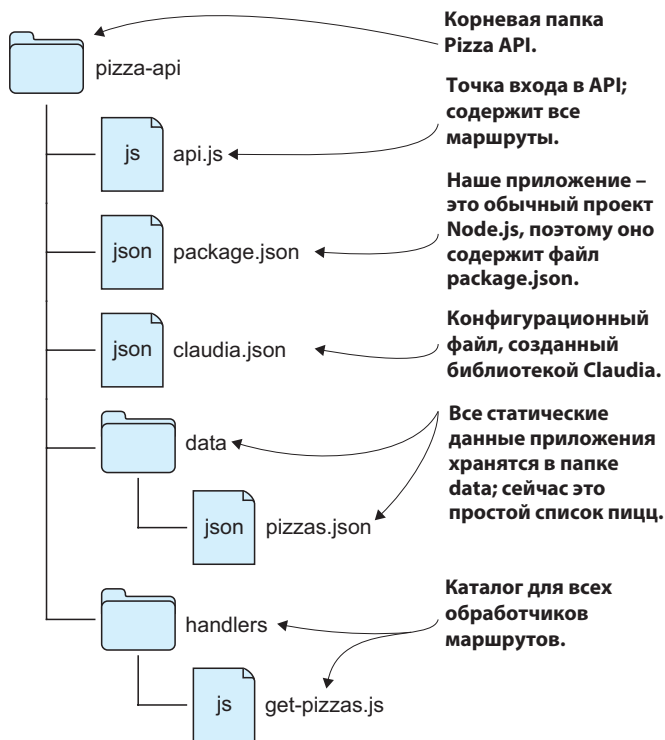 Корневая папка
Pizza API.
pizza-api
Точка входа в API;
содержит все
маршруты.
js
api.js
Наше приложение –
это обычный проект
Node.js, поэтому оно
содержит файл
package.json.
json
package.json
Конфигурационный
файл, созданный
библиотекой Claudia.
json
claudia.json
Все статические
данные приложения
хранятся в папке
data; сейчас это
простой список пицц.
data
json
pizzas.json
Каталог для всех
обработчиков
маршрутов.
handlers
js
get-pizzas.js